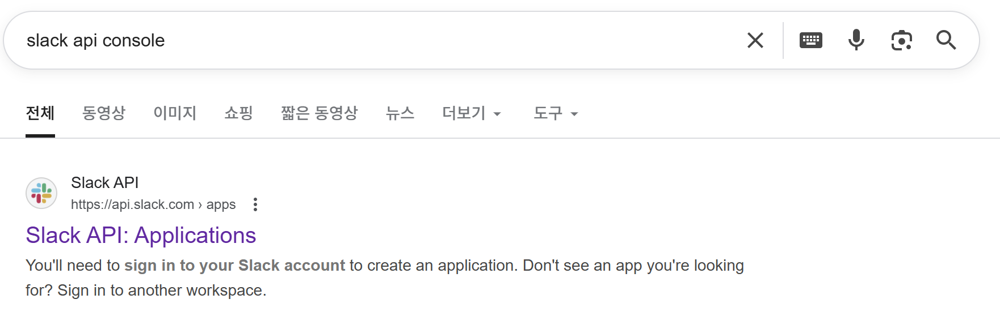 slack api console
전체 동영상 이미지 쇼핑 짧은 동영상 뉴스 더보기 도구
Slack API
https://api.slack.com › apps
Slack API: Applications
You'll need to sign in to your Slack account to create an application. Don't see an app you're looking
for? Sign in to another workspace.